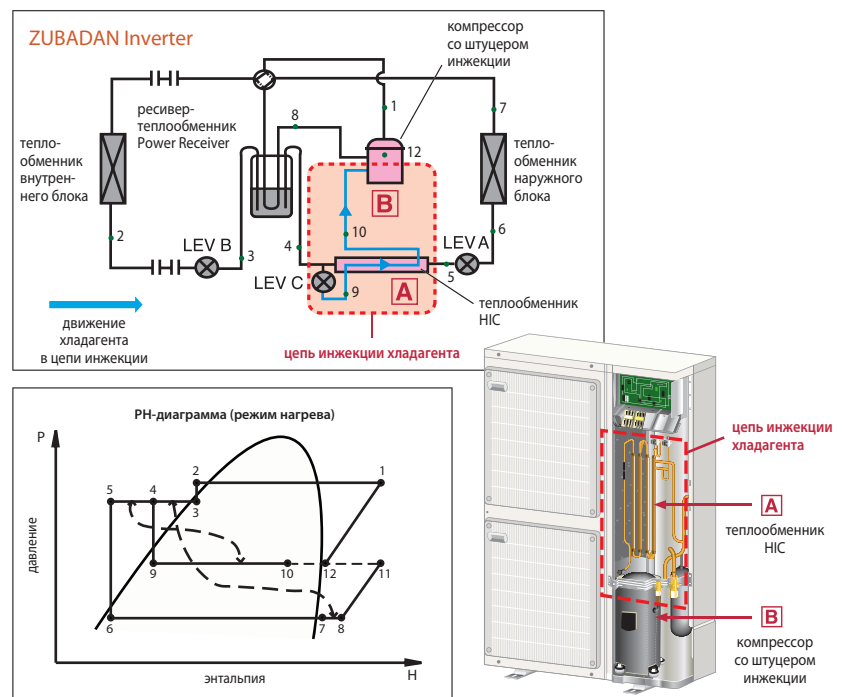 ZUBADAN Inverter
компрессор
со штуцером
инжекции
ресивер-
теплообменник
Power Receiver
тепло-
обменник
внутрен-
него блока
тепло-
обменник
наружного
блока
1
7
8
12
B
2
LEV B
3
4
10
LEV A
6
5
LEV C
9
A
теплообменник
HIC
движение
хладагента
в цепи инжекции
цепь инжекции хладагента
PH-диаграмма (режим нагрева)
P
давление
2
1
5
4
3
9
10
12
11
6
7
8
энтальпия
H
цепь инжекции
хладагента
A
теплообменник
HIC
B
компрессор
со штуцером
инжекции